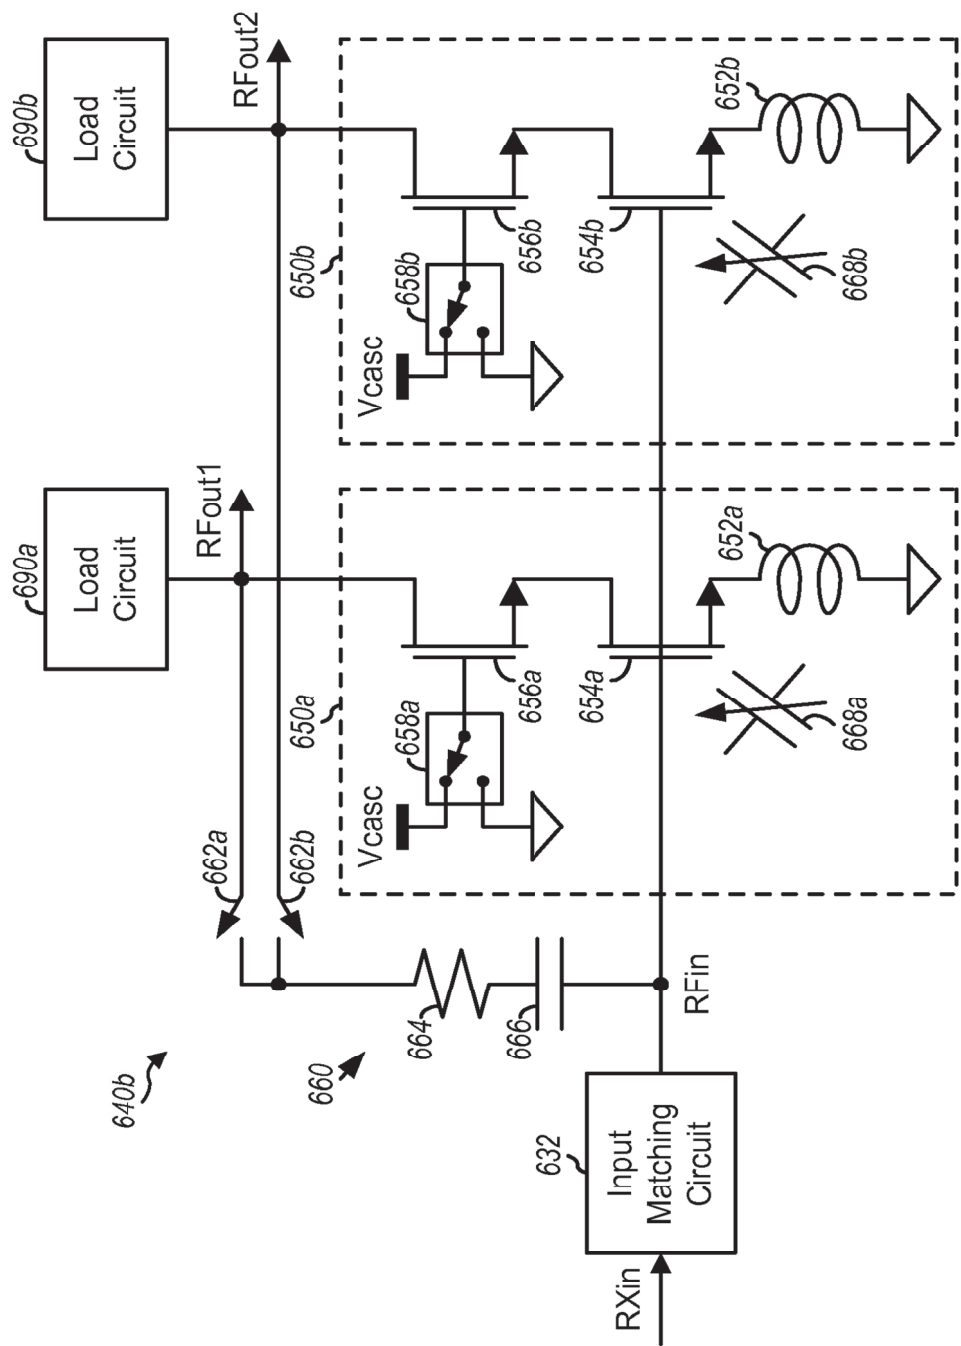 640b
690a
Load
Circuit
690b
Load
Circuit
RFout1
RFout2
662a
662b
660
664
666
650a
Vcasc
658a
656a
654a
668a
652a
650b
Vcasc
658b
656b
654b
668b
652b
RXin
632
Input
Matching
Circuit
RFin